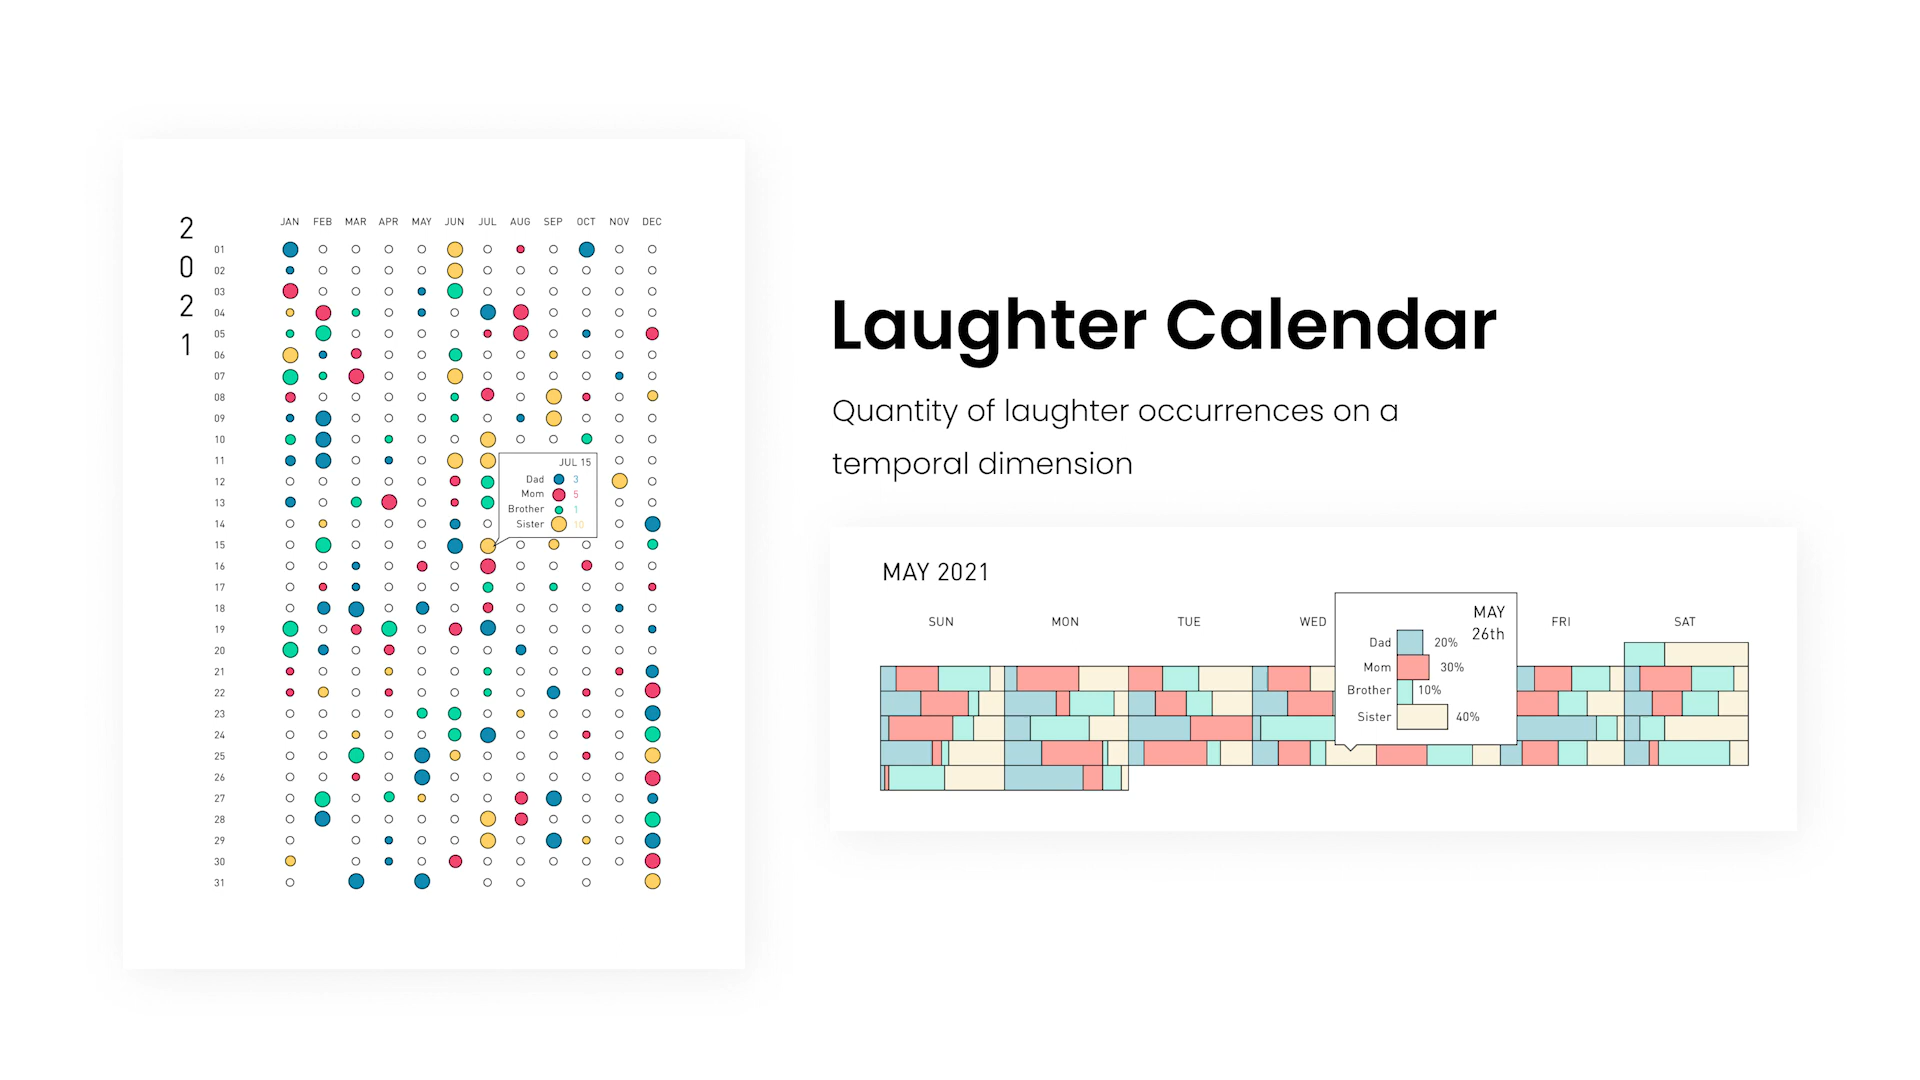 2
0
2
1
JAN FEB MAR APR MAY JUN JUL AUG SEP OCT NOV DEC
01
02
03
04
05
06
07
08
09
10
11
12
13
14
15
16
17
18
19
20
21
22
23
24
25
26
27
28
29
30
31
JUL 15
Dad 3
Mom 5
Brother 1
Sister 10
Laughter Calendar
Quantity of laughter occurrences on a
temporal dimension
MAY 2021
SUN MON TUE WED FRI SAT
MAY
26th
Dad 20%
Mom 30%
Brother 10%
Sister 40%